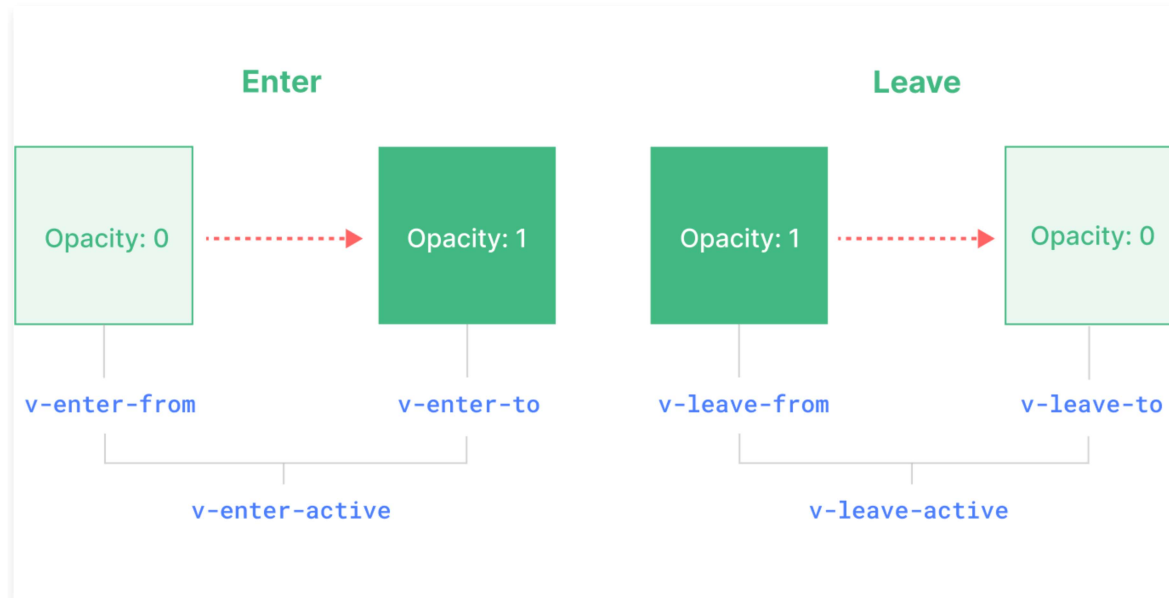 Enter
Leave
Opacity: 0
Opacity: 1
Opacity: 1
Opacity: 0
v-enter-from
v-enter-to
v-leave-from
v-leave-to
v-enter-active
v-leave-active